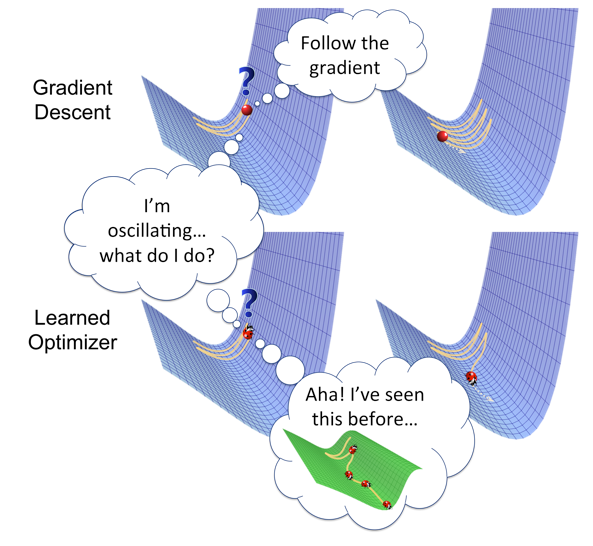 Follow the
gradient
?
Gradient
Descent
I'm
oscillating…
what do I do?
?
Learned
Optimizer
Aha! I've seen
this before…